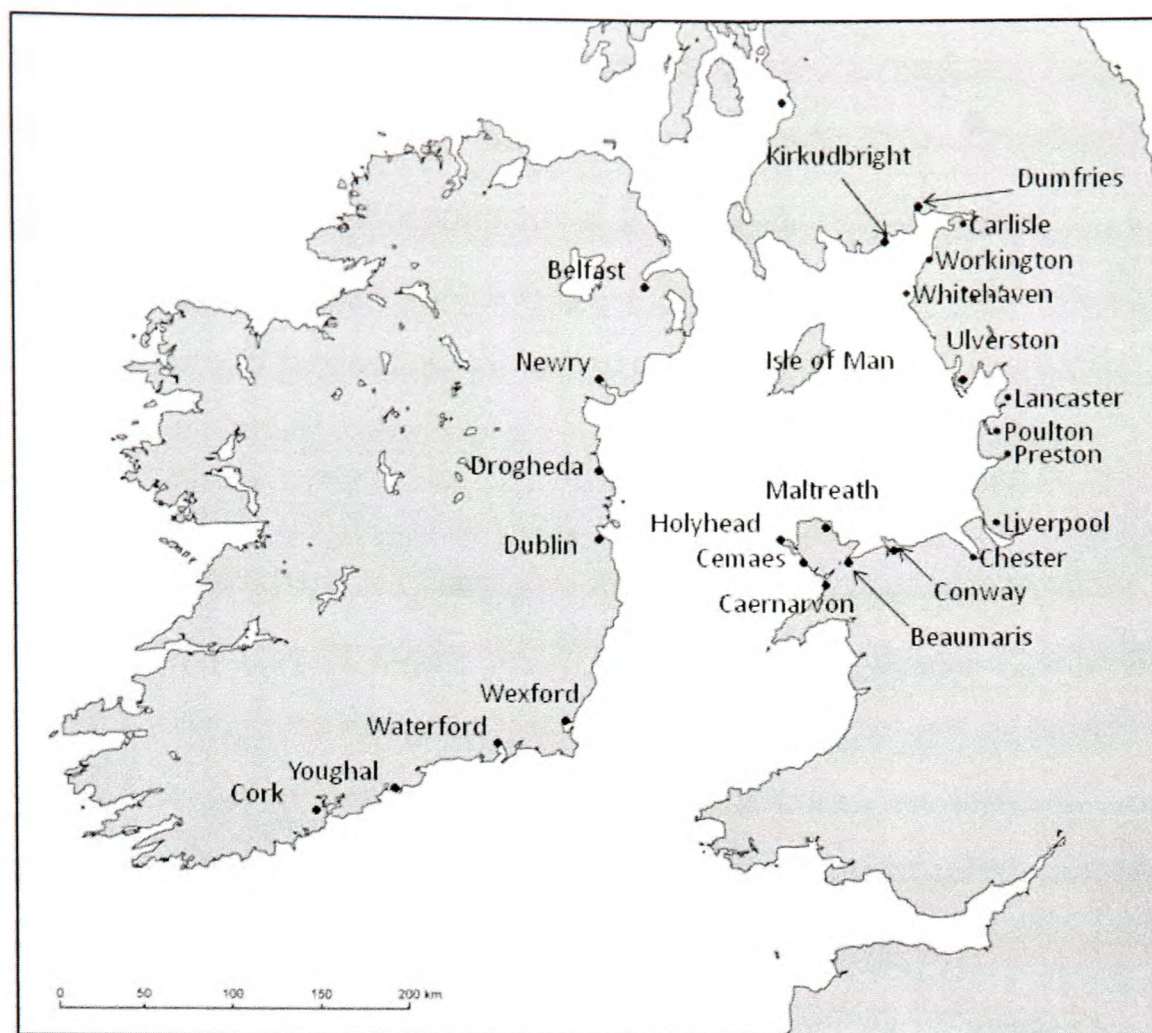 Kirkudbright
Dumfries
Carlisle
Workington
Whitehaven
Belfast
Ulverston
Isle of Man
Newry
Lancaster
Poulton
Preston
Drogheda
Maltreath
Holyhead
Liverpool
Dublin
Cemaes
Chester
Conway
Caernarvon
Beaumaris
Wexford
Waterford
Youghal
Cork
0 50 100 150 200 km